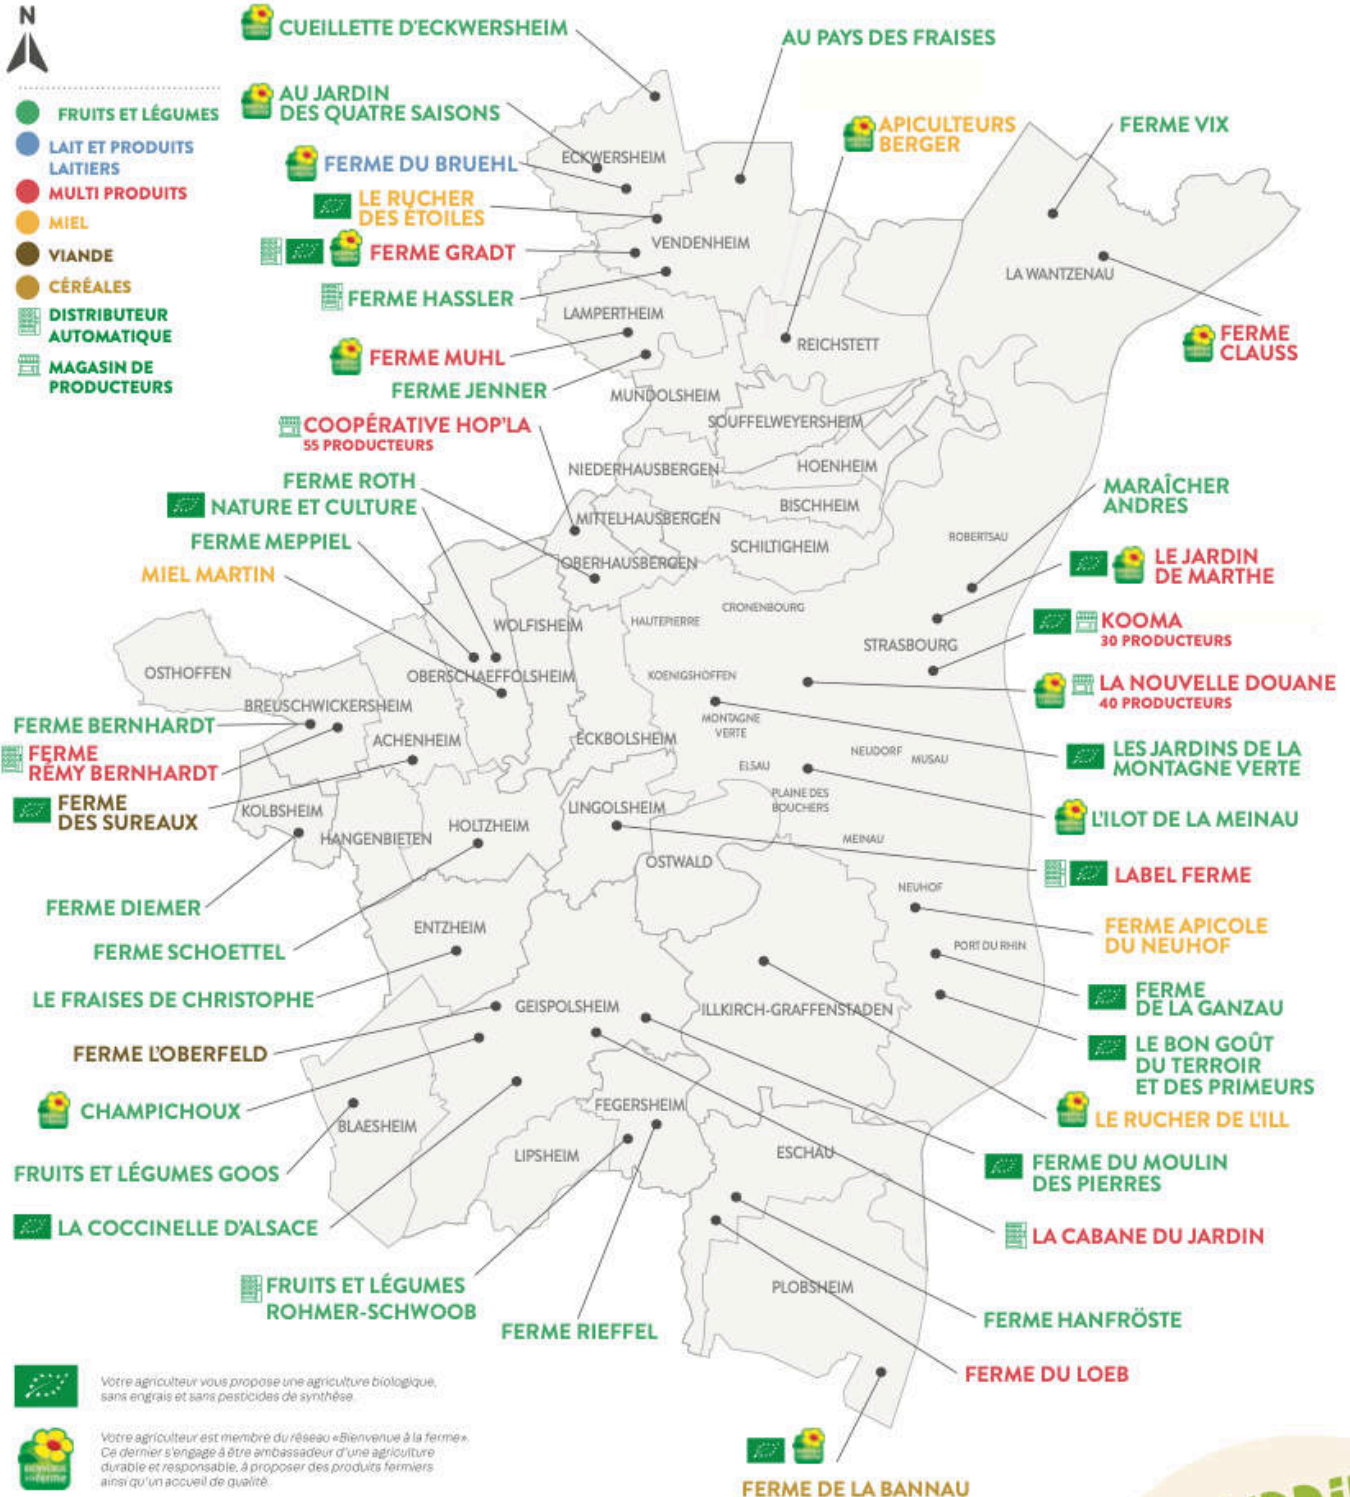 N
FRUITS ET LÉGUMES
LAIT ET PRODUITS
LAITIERS
MULTI PRODUITS
MIEL
VIANDE
CÉRÉALES
DISTRIBUTEUR
AUTOMATIQUE
MAGASIN DE
PRODUCTEURS
CUEILLETTE D'ECKWERSHEIM
AU JARDIN
DES QUATRE SAISONS
FERME DU BRUEHL
LE RUCHER
DES ÉTOILES
FERME GRADT
FERME HASSLER
FERME MUHL
FERME JENNER
COOPÉRATIVE HOP'LA
55 PRODUCTEURS
FERME ROTH
NATURE ET CULTURE
FERME MEPPIEL
MIEL MARTIN
AU PAYS DES FRAISES
APICULTEURS
BERGER
FERME VIX
FERME
CLAUSS
ECKWERSHEIM
VENDENHEIM
LA WANTZENAU
LAMPERTHEIM
REICHSTETT
MUNDOLSHEIM
SOUFFELWEYERSHEIM
NIEDERHAUSBERGEN
HOENHEIM
BISCHHEIM
MITTELHAUSBERGEN
SCHILTIGHEIM
ROBERTSAU
OBERHAUSBERGEN
CRONENBOURG
HAUTEPIERRE
WOLFISHEIM
STRASBOURG
OSTHOFFEN
OBERSCHAEFFOLSHEIM
KOENIGSHOFFEN
BREUSCHWICKERSHEIM
MONTAGNE
VERTE
ACHENHEIM
ECKBOLSHEIM
NEUDORF
MUSAU
ELSAU
PLAINE DES
BOUCHERS
KOLBSHEIM
LINGOLSHEIM
HANGENBIETEN
HOLTZHEIM
MEINAU
OSTWALD
NEUHOF
ENTZHEIM
PORT DU RHIN
GEISPOLSHEIM
ILLKIRCH-GRAFFENSTADEN
FEGERSHEIM
BLAESHEIM
LIPSHEIM
ESCHAU
PLOBSHEIM
MARAÎCHER
ANDRES
LE JARDIN
DE MARTHE
KOOMA
30 PRODUCTEURS
LA NOUVELLE DOUANE
40 PRODUCTEURS
LES JARDINS DE LA
MONTAGNE VERTE
L'ILOT DE LA MEINAU
LABEL FERME
FERME APICOLE
DU NEUHOF
FERME
DE LA GANZAU
LE BON GOÛT
DU TERROIR
ET DES PRIMEURS
LE RUCHER DE L'ILL
FERME DU MOULIN
DES PIERRES
LA CABANE DU JARDIN
FERME HANFRÖSTE
FERME DU LOEB
FERME DE LA BANNAU
FERME BERNHARDT
FERME
RÉMY BERNHARDT
FERME
DES SUREAUX
FERME DIEMER
FERME SCHOETTEL
LE FRAISES DE CHRISTOPHE
FERME L'OBERFELD
CHAMPICHOUX
FRUITS ET LÉGUMES GOOS
LA COCCINELLE D'ALSACE
FRUITS ET LÉGUMES
ROHMER-SCHWOOB
FERME RIEFFEL
Votre agriculteur vous propose une agriculture biologique,
sans engrais et sans pesticides de synthèse.
Votre agriculteur est membre du réseau «Bienvenue à la ferme».
Ce dernier s'engage à être ambassadeur d'une agriculture
durable et responsable, à proposer des produits fermiers
ainsi qu'un accueil de qualité.